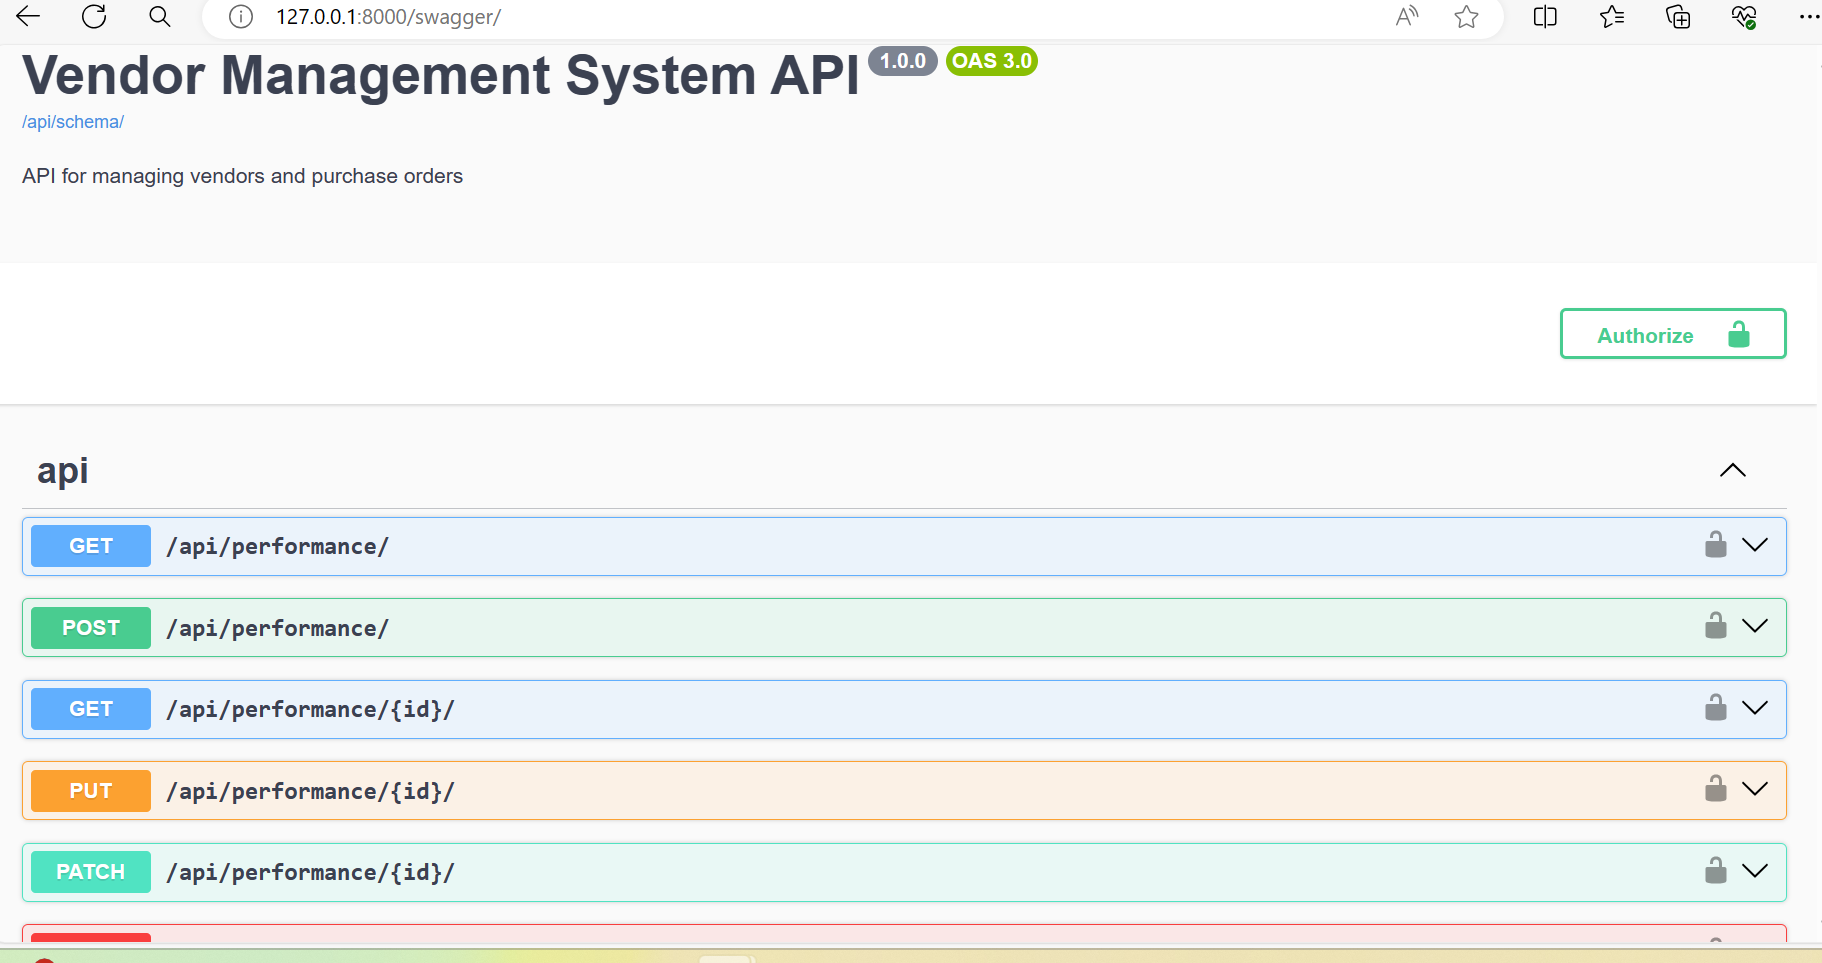 127.0.0.1:8000/swagger/
Vendor Management System API 1.0.0 OAS 3.0
/api/schema/
API for managing vendors and purchase orders
Authorize
api
GET /api/performance/
POST /api/performance/
GET /api/performance/{id}/
PUT /api/performance/{id}/
PATCH /api/performance/{id}/